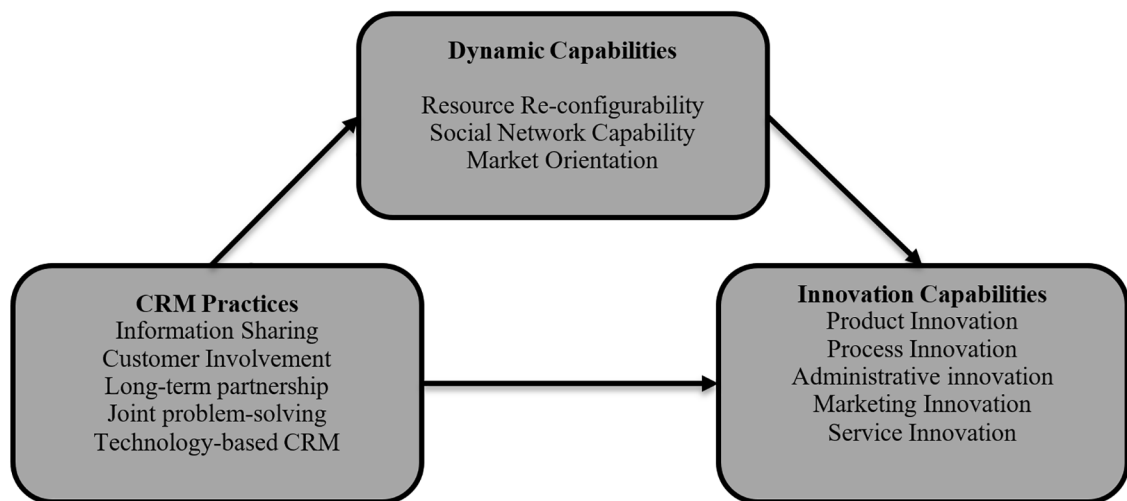 Dynamic Capabilities
Resource Re-configurability
Social Network Capability
Market Orientation
CRM Practices
Information Sharing
Customer Involvement
Long-term partnership
Joint problem-solving
Technology-based CRM
Innovation Capabilities
Product Innovation
Process Innovation
Administrative innovation
Marketing Innovation
Service Innovation